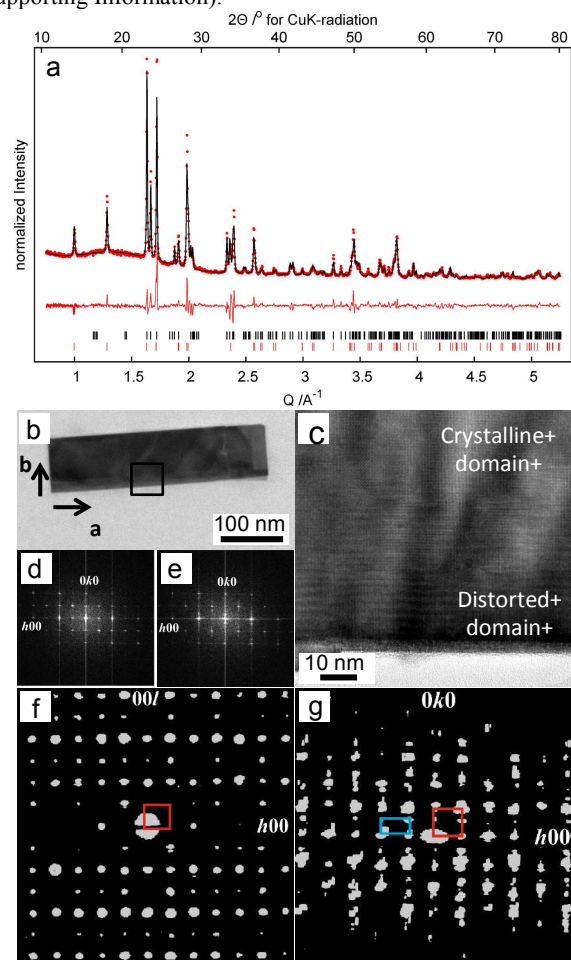 upporting Information).
2Θ /° for CuK-radiation
10 20 30 40 50 60 70 80
a
normalized Intensity
1 1.5 2 2.5 3 3.5 4 4.5 5
Q /A⁻¹
b
b
a
100 nm
c
Crystalline+
domain+
Distorted+
domain+
10 nm
d
0k0
h00
e
0k0
h00
f
00l
h00
g
0k0
h00